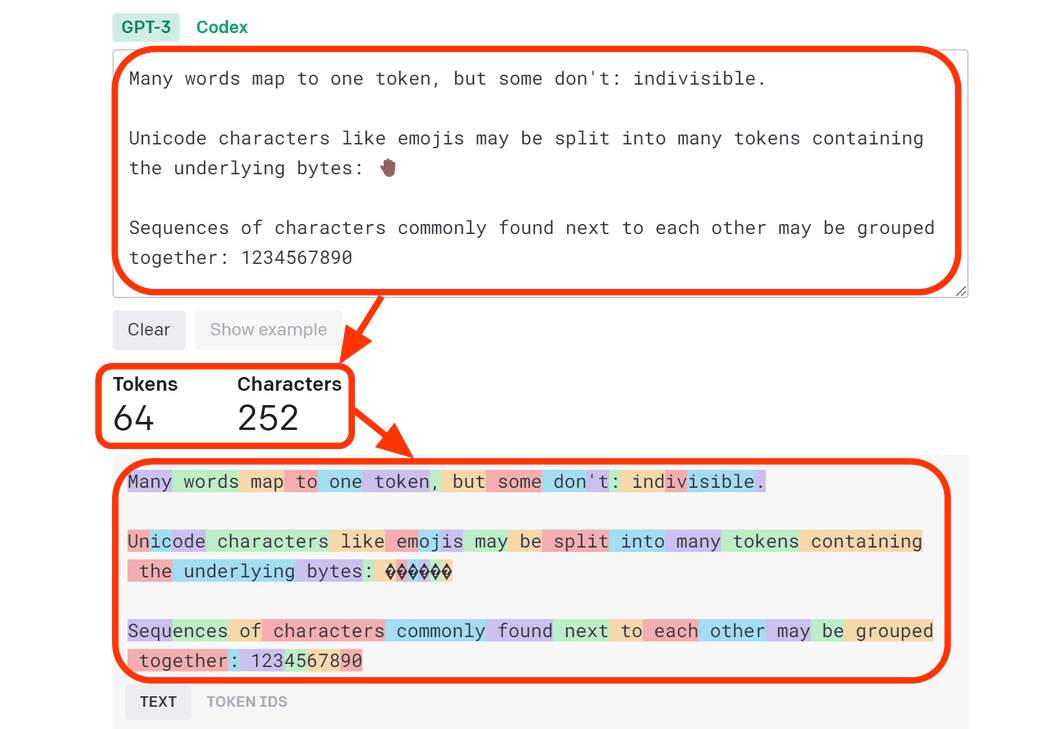 GPT-3 Codex
Many words map to one token, but some don't: indivisible.
Unicode characters like emojis may be split into many tokens containing
the underlying bytes: 🤚🏾
Sequences of characters commonly found next to each other may be grouped
together: 1234567890
Clear Show example
Tokens Characters
64 252
Many words map to one token, but some don't: indivisible.
Unicode characters like emojis may be split into many tokens containing
the underlying bytes: ������
Sequences of characters commonly found next to each other may be grouped
together: 1234567890
TEXT TOKEN IDS